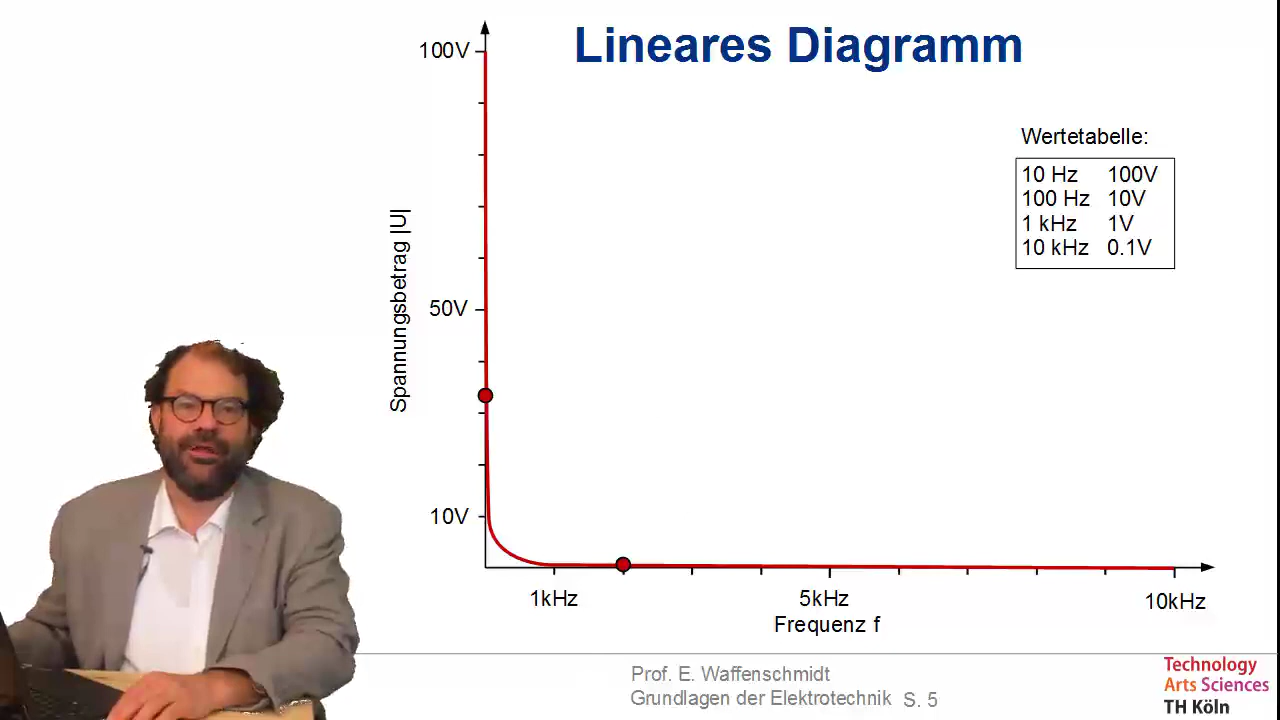 Lineares Diagramm
100V
50V
10V
Spannungsbetrag |U|
1kHz
5kHz
10kHz
Frequenz f
Wertetabelle:
10 Hz 100V
100 Hz 10V
1 kHz 1V
10 kHz 0.1V
Prof. E. Waffenschmidt
Grundlagen der Elektrotechnik S. 5
Technology
Arts Sciences
TH Köln